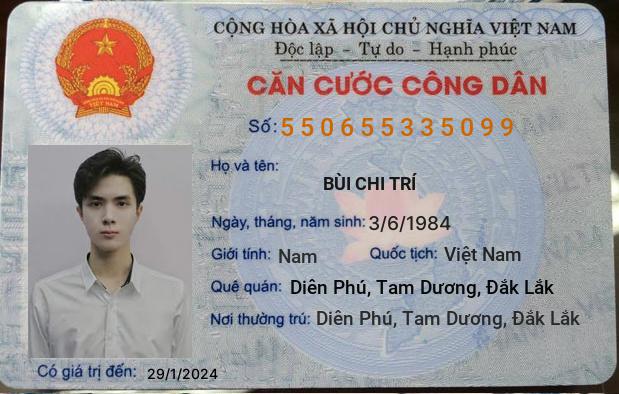 CỘNG HÒA XÃ HỘI CHỦ NGHĨA VIỆT NAM
Độc lập - Tự do - Hạnh phúc
CĂN CƯỚC CÔNG DÂN
Số: 550655335099
Họ và tên:
BÙI CHI TRÍ
Ngày, tháng, năm sinh: 3/6/1984
Giới tính: Nam Quốc tịch: Việt Nam
Quê quán: Diên Phú, Tam Dương, Đắk Lắk
Nơi thường trú: Diên Phú, Tam Dương, Đắk Lắk
Có giá trị đến: 29/1/2024
VIỆT NAM